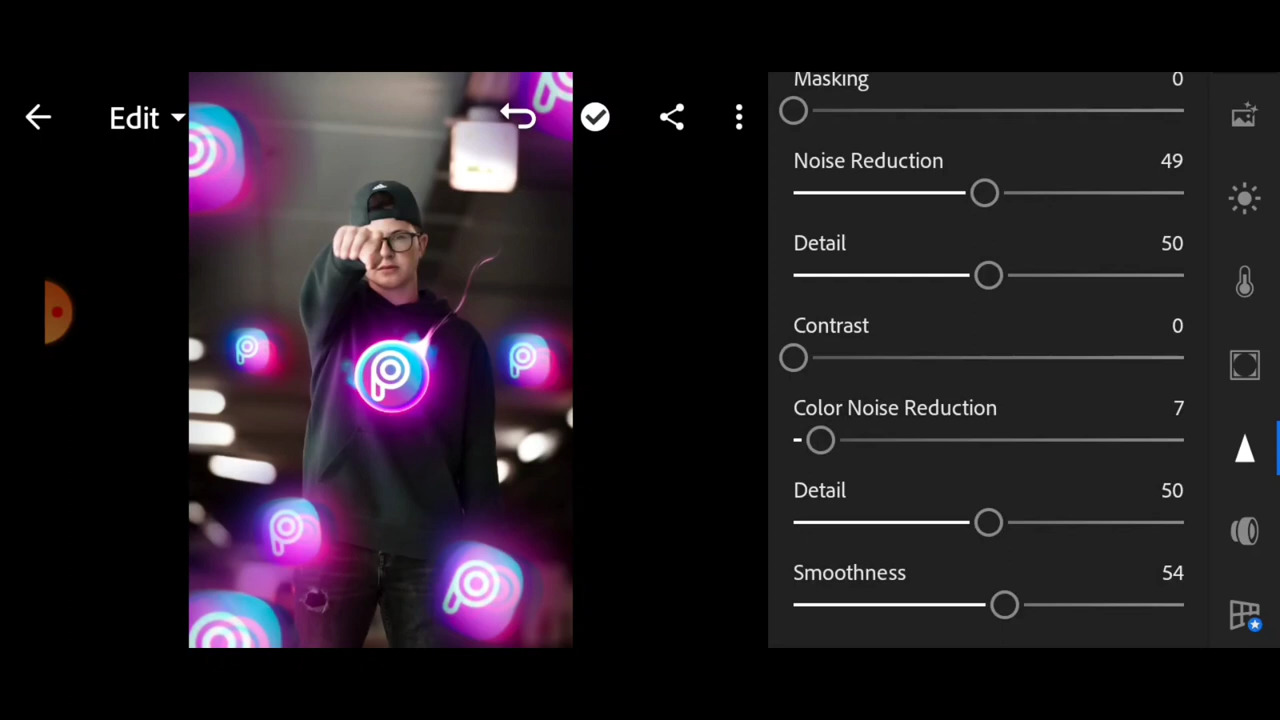 Edit
Masking 0
Noise Reduction 49
Detail 50
Contrast 0
Color Noise Reduction 7
Detail 50
Smoothness 54